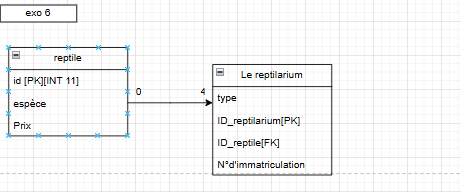 exo 6
reptile
id [PK][INT 11]
espèce
Prix
0
4
Le reptilarium
type
ID_reptilarium[PK]
ID_reptile[FK]
N°d'immatriculation